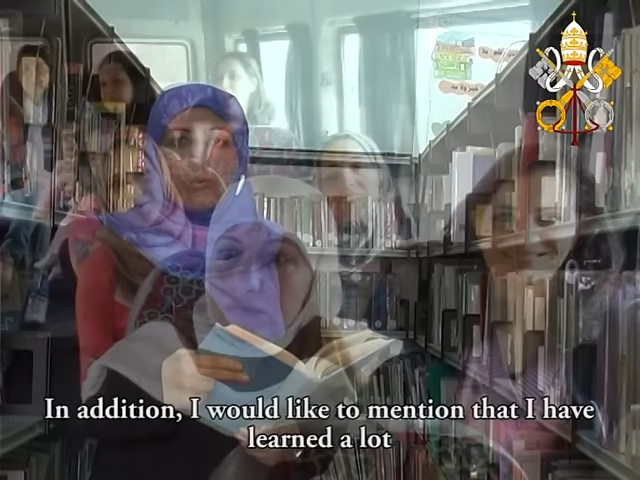 In addition, I would like to mention that I have
learned a lot